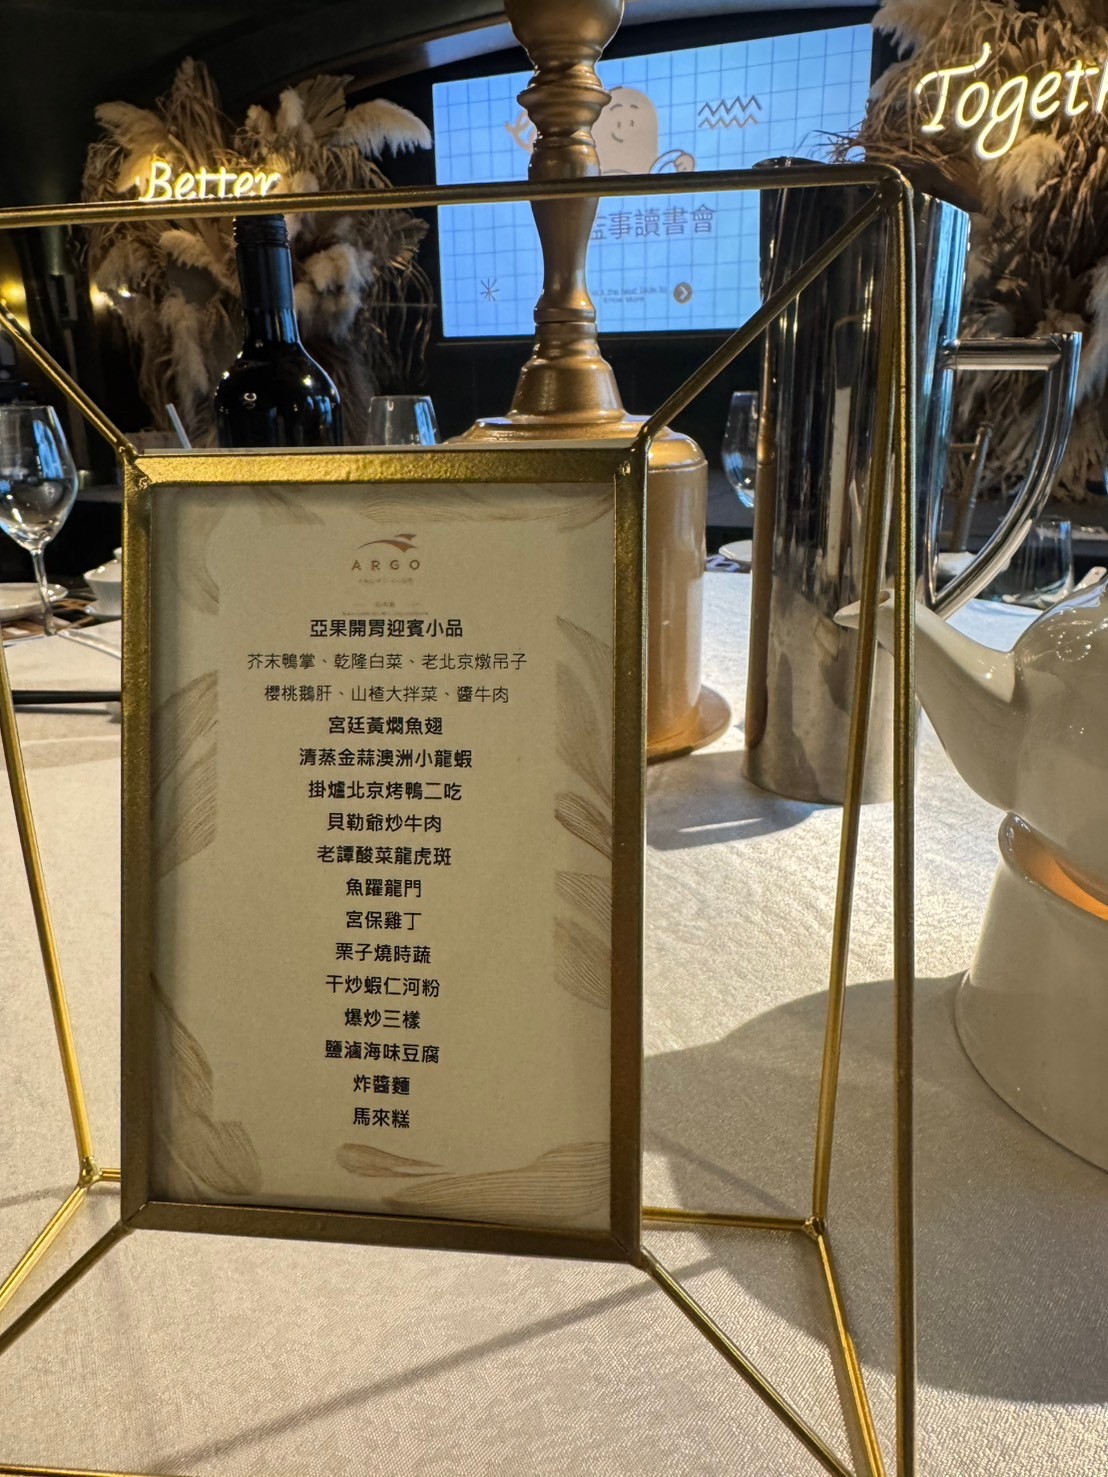 Better
Togeth
事讀書會
ARGO
亞果開胃迎賓小品
芥末鴨掌、乾隆白菜、老北京燉吊子
櫻桃鵝肝、山楂大拌菜、醬牛肉
宮廷黃燜魚翅
清蒸金蒜澳洲小龍蝦
掛爐北京烤鴨二吃
貝勒爺炒牛肉
老譚酸菜龍虎斑
魚躍龍門
宮保雞丁
栗子燒時蔬
干炒蝦仁河粉
爆炒三樣
鹽滷海味豆腐
炸醬麵
馬來糕